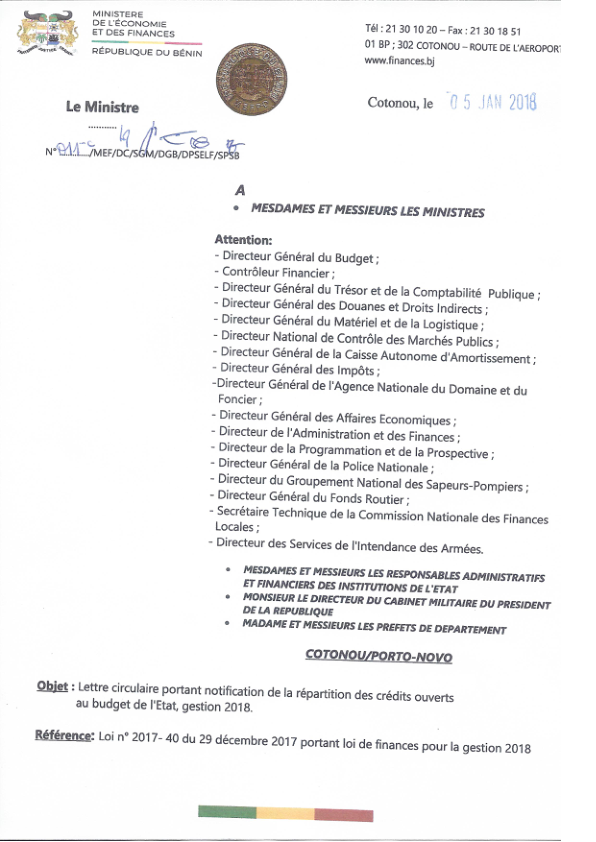 MINISTERE
DE L'ÉCONOMIE
ET DES FINANCES
RÉPUBLIQUE DU BÉNIN
Tél : 21 30 10 20 – Fax : 21 30 18 51
01 BP ; 302 COTONOU – ROUTE DE L'AEROPORT
www.finances.bj
Le Ministre
Cotonou, le 05 JAN 2018
N° /MEF/DC/SGM/DGB/DPSELF/SPSB
A
• MESDAMES ET MESSIEURS LES MINISTRES
Attention:
- Directeur Général du Budget ;
- Contrôleur Financier ;
- Directeur Général du Trésor et de la Comptabilité Publique ;
- Directeur Général des Douanes et Droits Indirects ;
- Directeur Général du Matériel et de la Logistique ;
- Directeur National de Contrôle des Marchés Publics ;
- Directeur Général de la Caisse Autonome d'Amortissement ;
- Directeur Général des Impôts ;
-Directeur Général de l'Agence Nationale du Domaine et du
Foncier ;
- Directeur Général des Affaires Economiques ;
- Directeur de l'Administration et des Finances ;
- Directeur de la Programmation et de la Prospective ;
- Directeur Général de la Police Nationale ;
- Directeur du Groupement National des Sapeurs-Pompiers ;
- Directeur Général du Fonds Routier ;
- Secrétaire Technique de la Commission Nationale des Finances
Locales ;
- Directeur des Services de l'Intendance des Armées.
• MESDAMES ET MESSIEURS LES RESPONSABLES ADMINISTRATIFS
ET FINANCIERS DES INSTITUTIONS DE L'ETAT
• MONSIEUR LE DIRECTEUR DU CABINET MILITAIRE DU PRESIDENT
DE LA REPUBLIQUE
• MADAME ET MESSIEURS LES PREFETS DE DEPARTEMENT
COTONOU/PORTO-NOVO
Objet : Lettre circulaire portant notification de la répartition des crédits ouverts
au budget de l'Etat, gestion 2018.
Référence: Loi n° 2017- 40 du 29 décembre 2017 portant loi de finances pour la gestion 2018